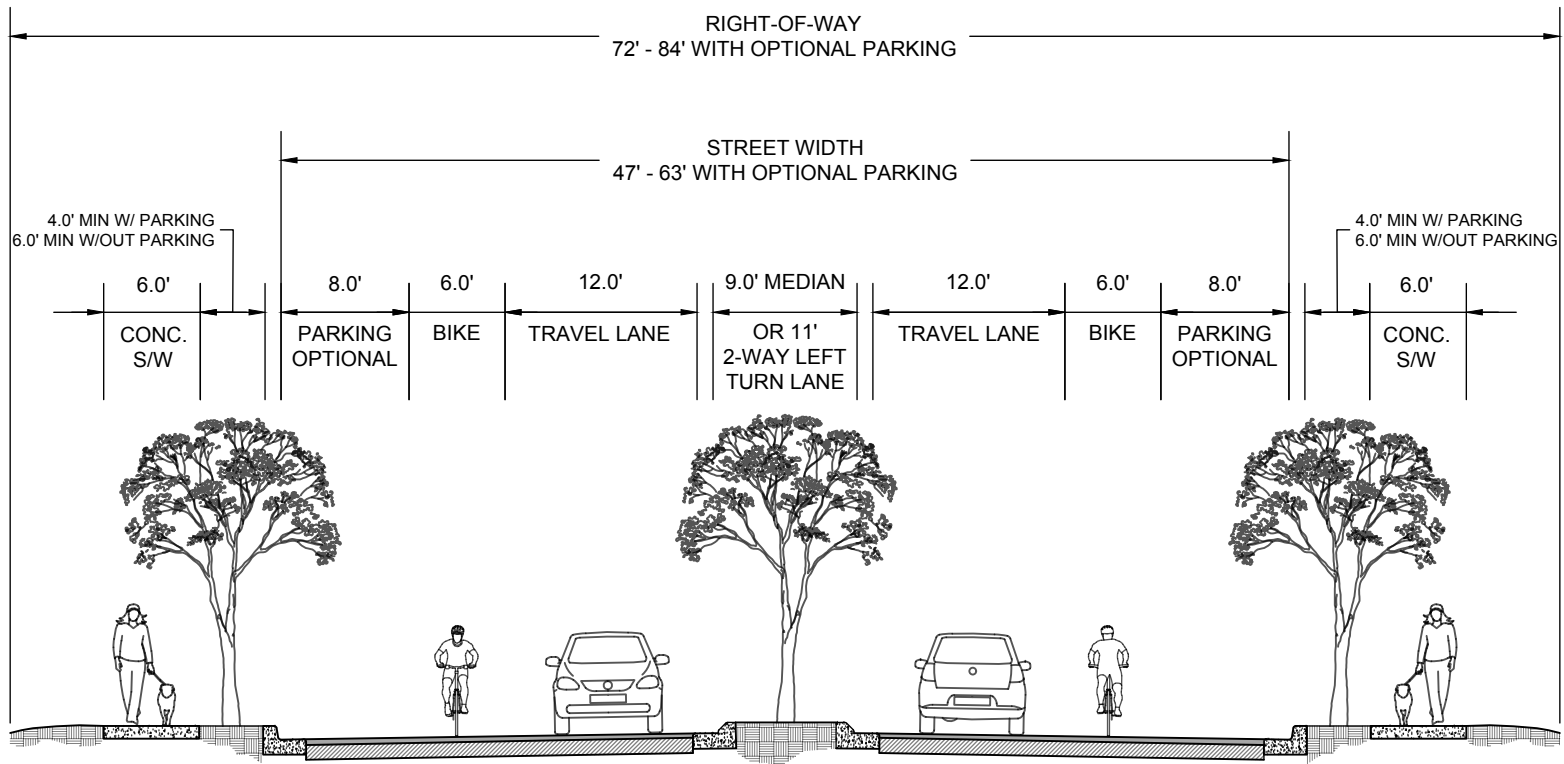 RIGHT-OF-WAY
72' - 84' WITH OPTIONAL PARKING
STREET WIDTH
47' - 63' WITH OPTIONAL PARKING
4.0' MIN W/ PARKING
6.0' MIN W/OUT PARKING
4.0' MIN W/ PARKING
6.0' MIN W/OUT PARKING
6.0'
CONC.
S/W
8.0'
PARKING
OPTIONAL
6.0'
BIKE
12.0'
TRAVEL LANE
9.0' MEDIAN
OR 11'
2-WAY LEFT
TURN LANE
12.0'
TRAVEL LANE
6.0'
BIKE
8.0'
PARKING
OPTIONAL
6.0'
CONC.
S/W